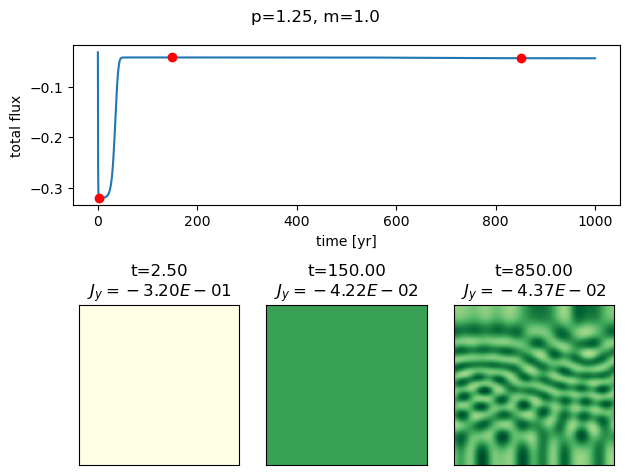 p=1.25, m=1.0
total flux
−0.1
−0.2
−0.3
0 200 400 600 800 1000
time [yr]
t=2.50 t=150.00 t=850.00
J_y = −3.20E − 01 J_y = −4.22E − 02 J_y = −4.37E − 02